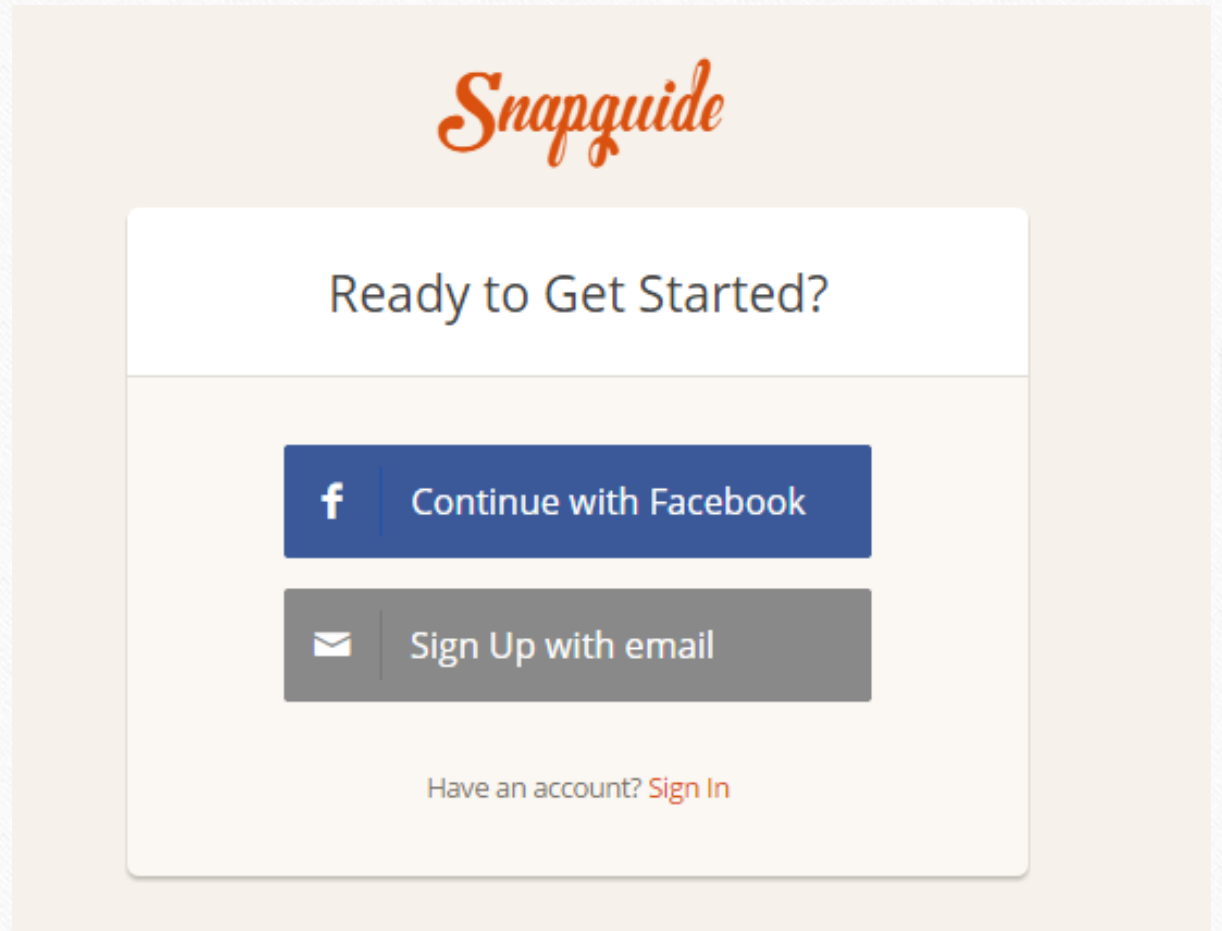 Snapguide
Ready to Get Started?
f
Continue with Facebook
Sign Up with email
Have an account? Sign In